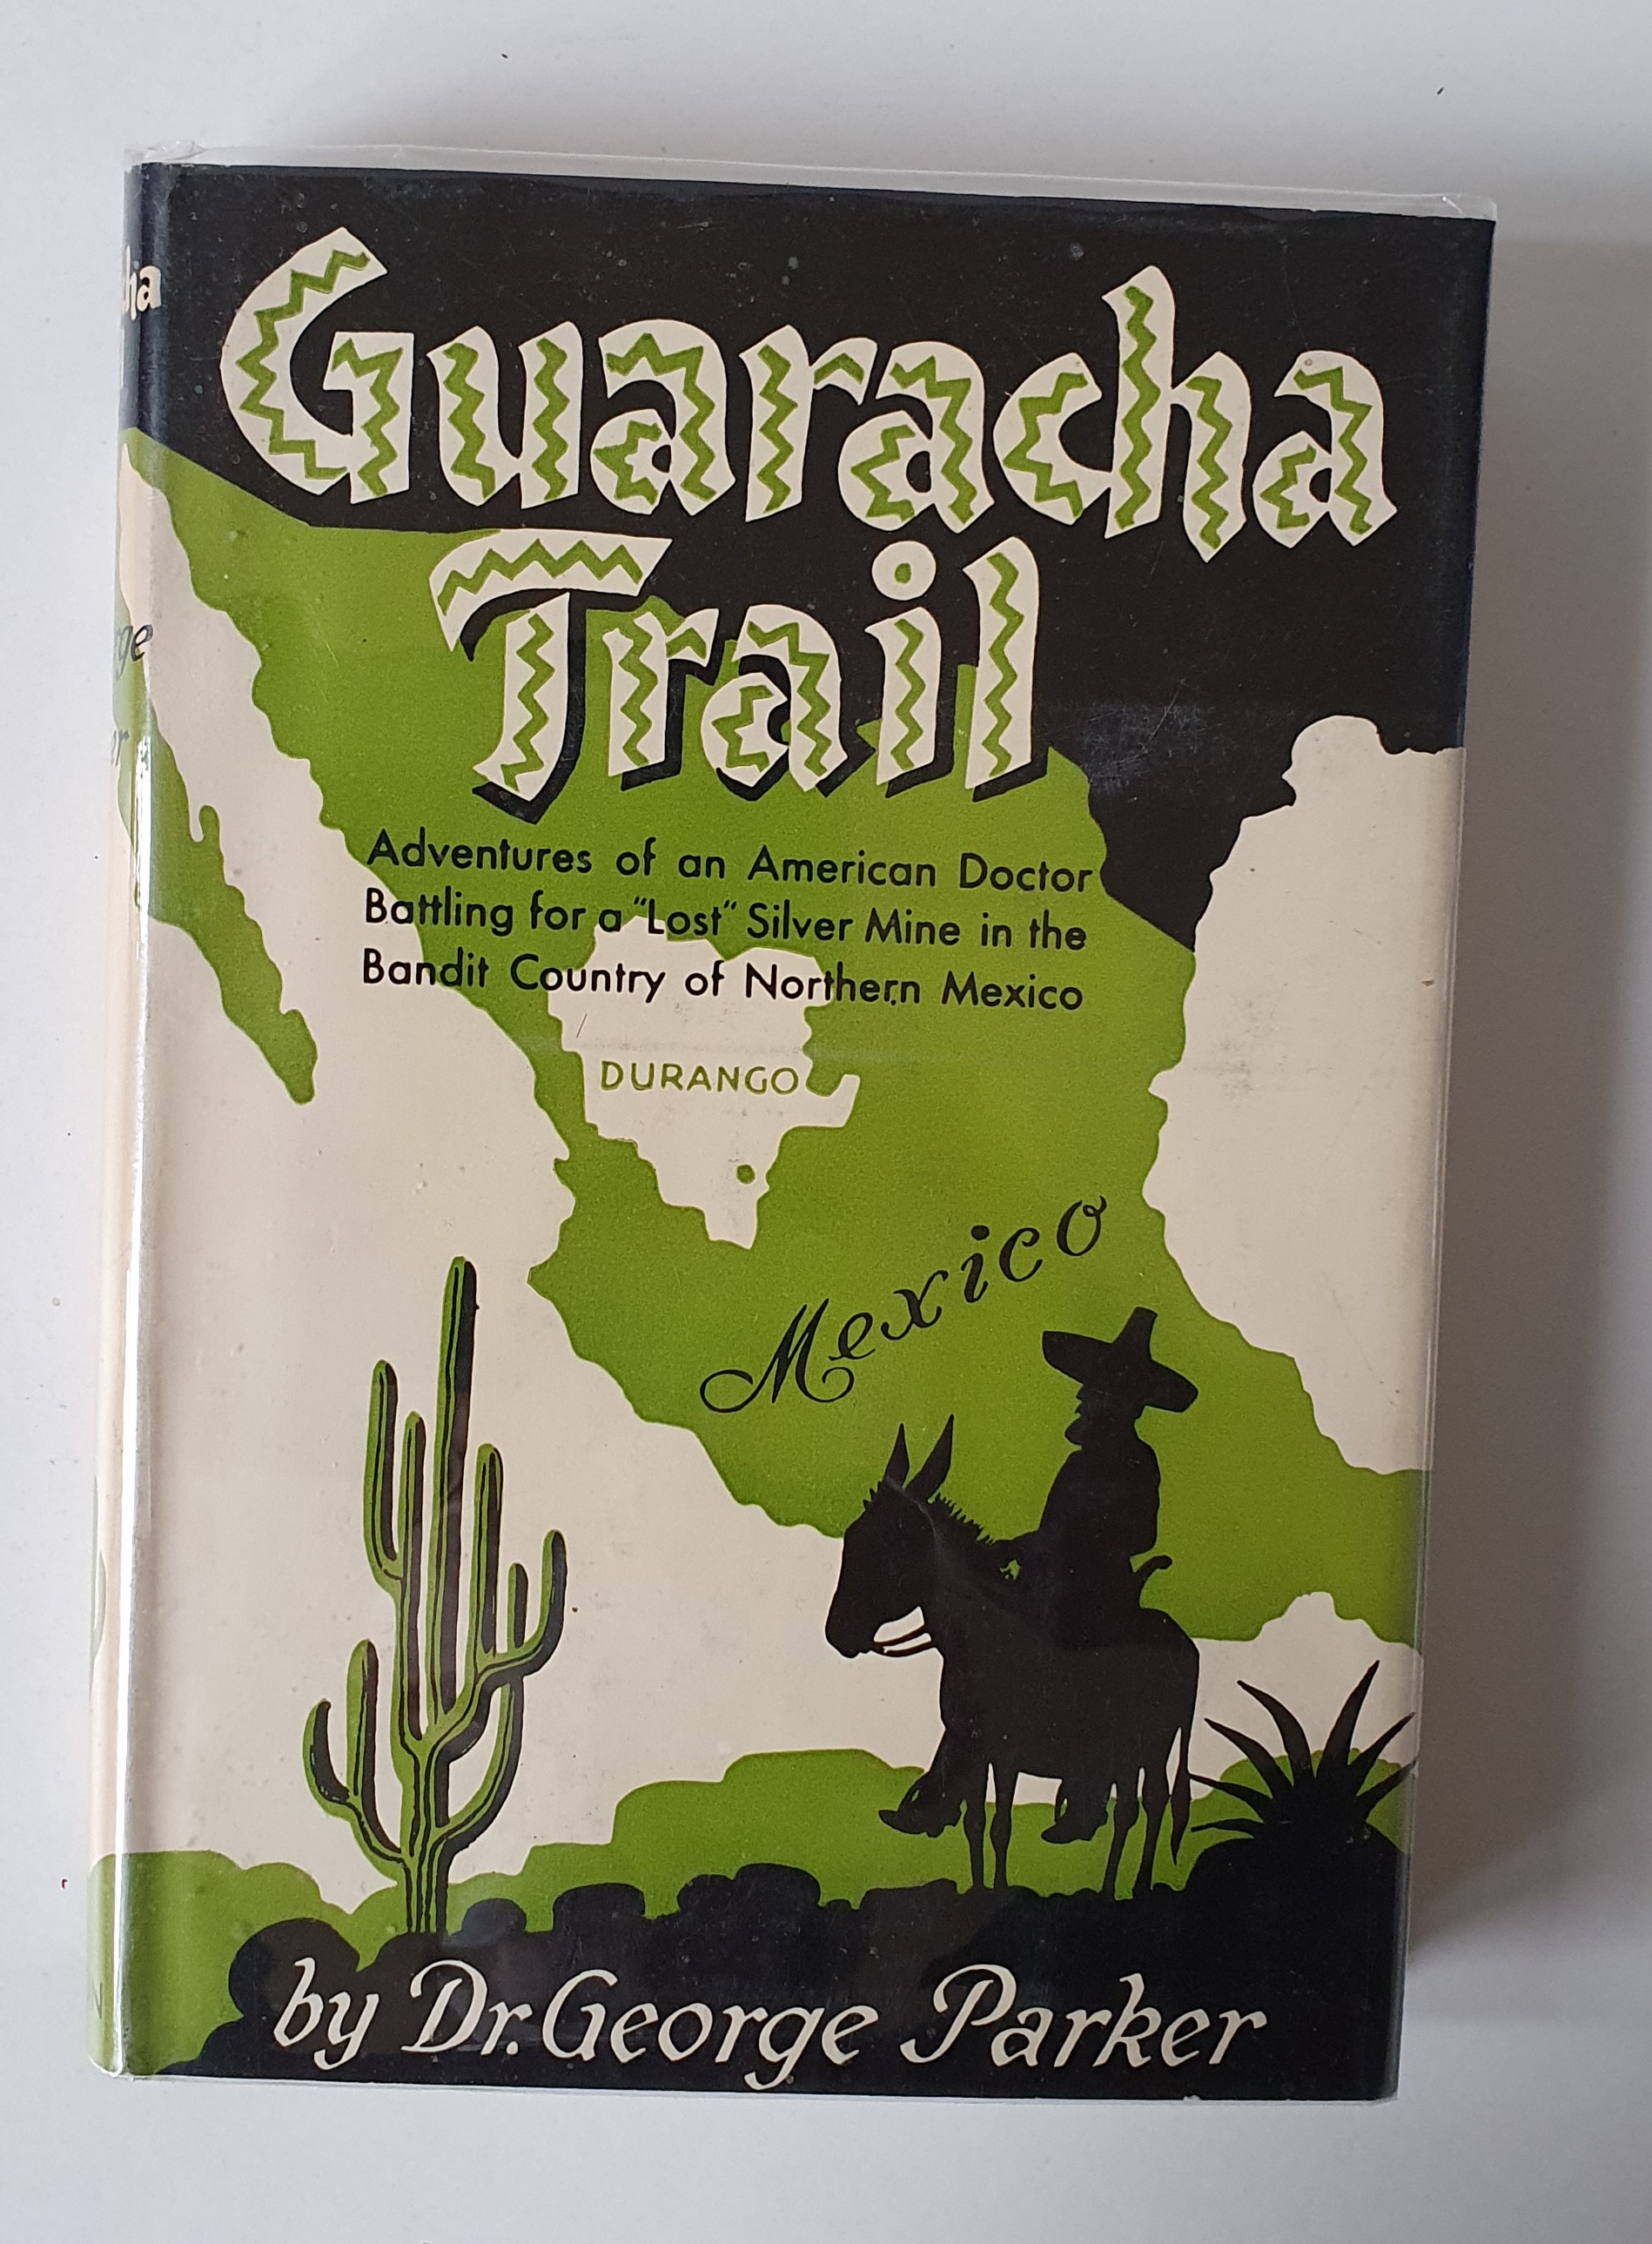 Guaracha
Trail
Adventures of an American Doctor
Battling for a "Lost" Silver Mine in the
Bandit Country of Northern Mexico
DURANGO
Mexico
by Dr. George Parker